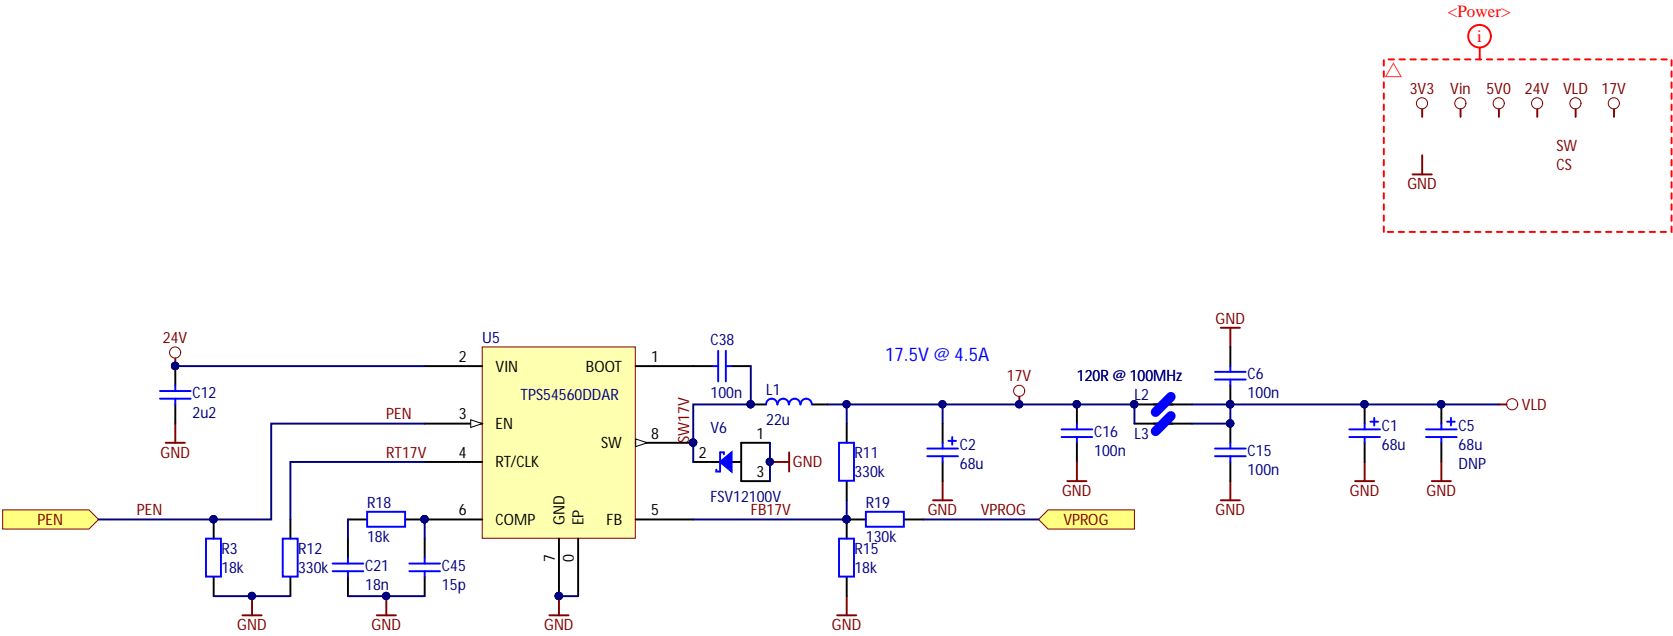 <Power>
i
3V3 Vin 5V0 24V VLD 17V
SW
CS
GND
24V
C12
2u2
GND
U5
2 VIN
BOOT 1
TPS54560DDAR
PEN 3 EN
RT17V 4 RT/CLK
SW 8
6 COMP
GND
EP
FB 5
7
0
GND
PEN
PEN
R3
18k
R12
330k
GND
R18
18k
C21
18n
C45
15p
GND
C38
100n
SW17V
L1
22u
V6
1
2
3
GND
FSV12100V
FB17V
17.5V @ 4.5A
R11
330k
R19
130k
R15
18k
GND
VPROG
VPROG
C2
68u
GND
17V
C16
100n
GND
120R @ 100MHz
L2
L3
GND
C6
100n
C15
100n
GND
C1
68u
GND
C5
68u
DNP
GND
VLD